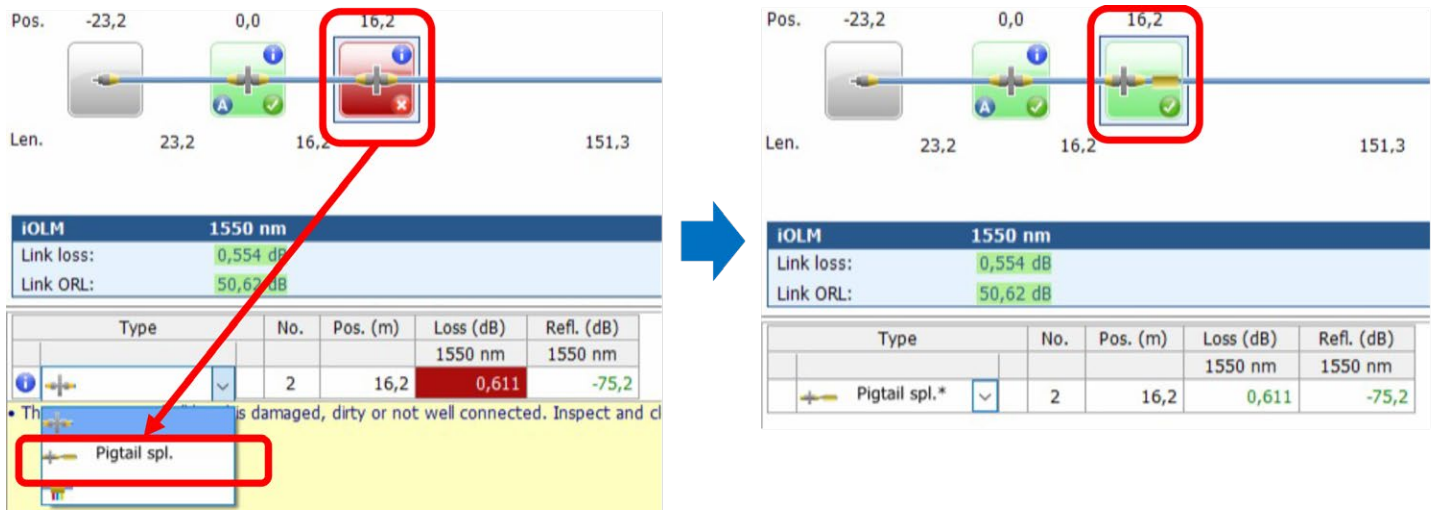 Pos. -23,2 0,0 16,2
A
Len. 23,2 16,2 151,3
iOLM 1550 nm
Link loss: 0,554 dB
Link ORL: 50,62 dB
Type No. Pos. (m) Loss (dB) Refl. (dB)
1550 nm 1550 nm
2 16,2 0,611 -75,2
• Th is damaged, dirty or not well connected. Inspect and cl
Pigtail spl.
Pos. -23,2 0,0 16,2
A
Len. 23,2 16,2 151,3
iOLM 1550 nm
Link loss: 0,554 dB
Link ORL: 50,62 dB
Type No. Pos. (m) Loss (dB) Refl. (dB)
1550 nm 1550 nm
Pigtail spl.* 2 16,2 0,611 -75,2